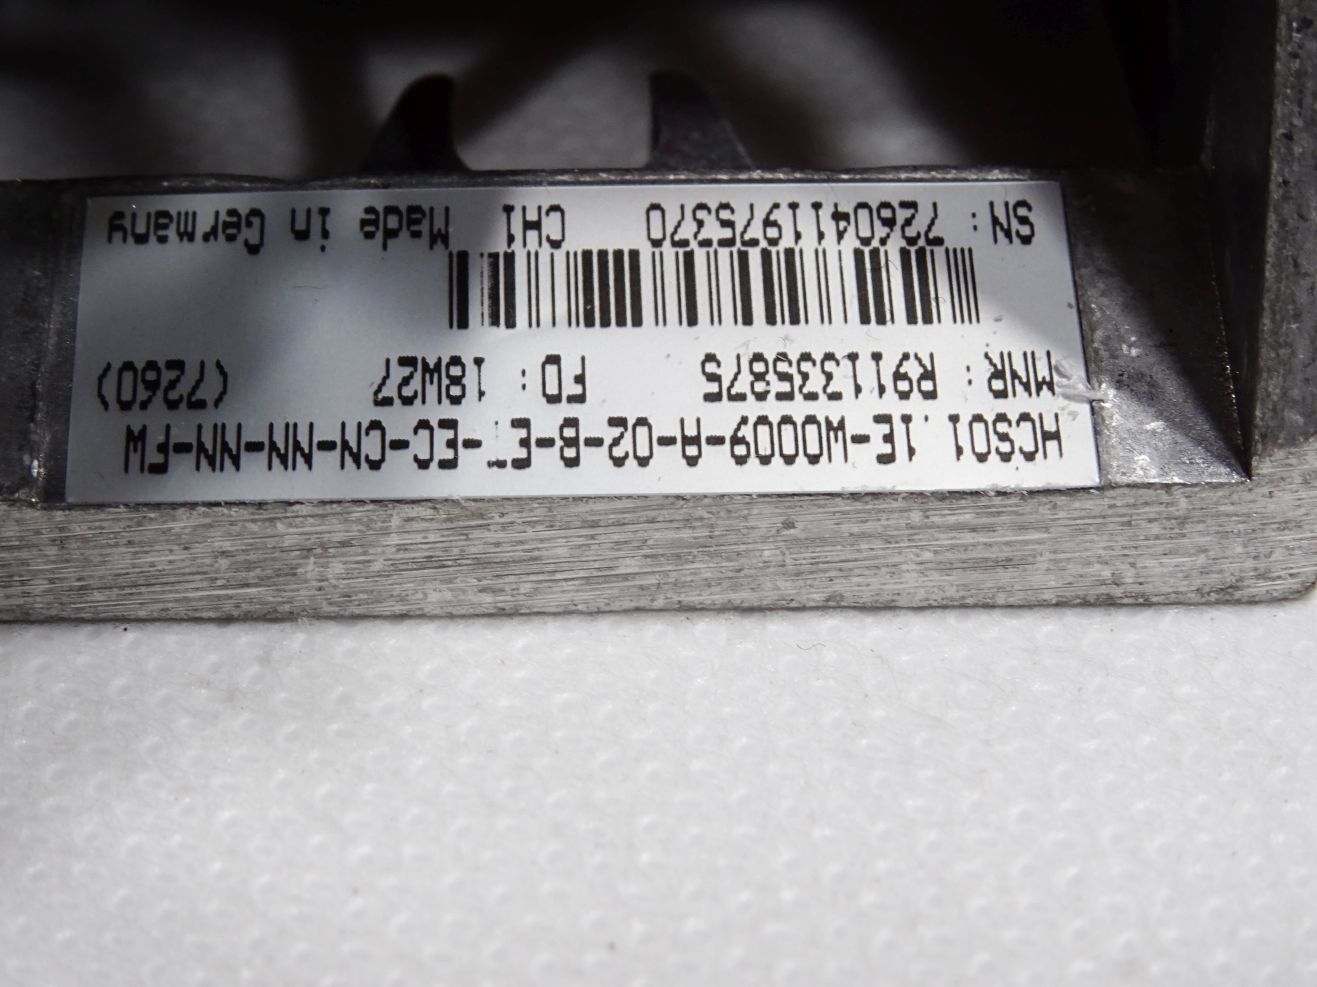 HCS01.1E-W0009-A-02-B-ET-EC-CN-NN-NN-FW
MNR: R911335875 FD: 18W27 (7260)
SN: 7260411975370 CH1 Made in Germany